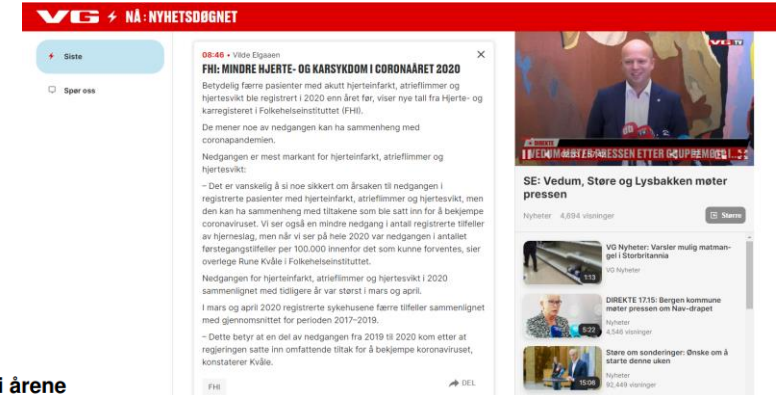 VG NÅ: NYHETSDØGNET
Siste
Spør oss
08:46 • Vilde Elgaaen
FHI: MINDRE HJERTE- OG KARSYKDOM I CORONAÅRET 2020
Betydelig færre pasienter med akutt hjerteinfarkt, atrieflimmer og
hjertesvikt ble registrert i 2020 enn året før, viser nye tall fra Hjerte- og
karregisteret i Folkehelseinstituttet (FHI).
De mener noe av nedgangen kan ha sammenheng med
coronapandemien.
Nedgangen er mest markant for hjerteinfarkt, atrieflimmer og
hjertesvikt:
– Det er vanskelig å si noe sikkert om årsaken til nedgangen i
registrerte pasienter med hjerteinfarkt, atrieflimmer og hjertesvikt, men
den kan ha sammenheng med tiltakene som ble satt inn for å bekjempe
coronaviruset. Vi ser også en mindre nedgang i antall registrerte tilfeller
av hjerneslag, men når vi ser på hele 2020 var nedgangen i antallet
førstegangstilfeller per 100.000 innenfor det som kunne forventes, sier
overlege Rune Kvåle i Folkehelseinstituttet.
Nedgangen for hjerteinfarkt, atrieflimmer og hjertesvikt i 2020
sammenlignet med tidligere år var størst i mars og april.
I mars og april 2020 registrerte sykehusene færre tilfeller sammenlignet
med gjennomsnittet for perioden 2017–2019.
– Dette betyr at en del av nedgangen fra 2019 til 2020 kom etter at
regjeringen satte inn omfattende tiltak for å bekjempe koronaviruset,
konstaterer Kvåle.
FHI
DEL
i årene
VGTV
DIREKTE
SE: Vedum, Støre og Lysbakken møter
pressen
Nyheter 4,694 visninger
Større
VG Nyheter: Varsler mulig matman-
gel i Storbritannia
VG Nyheter
1:13
DIREKTE 17.15: Bergen kommune
møter pressen om Nav-drapet
Nyheter
4,546 visninger
5:22
Støre om sonderinger: Ønske om å
starte denne uken
Nyheter
92,449 visninger
15:06